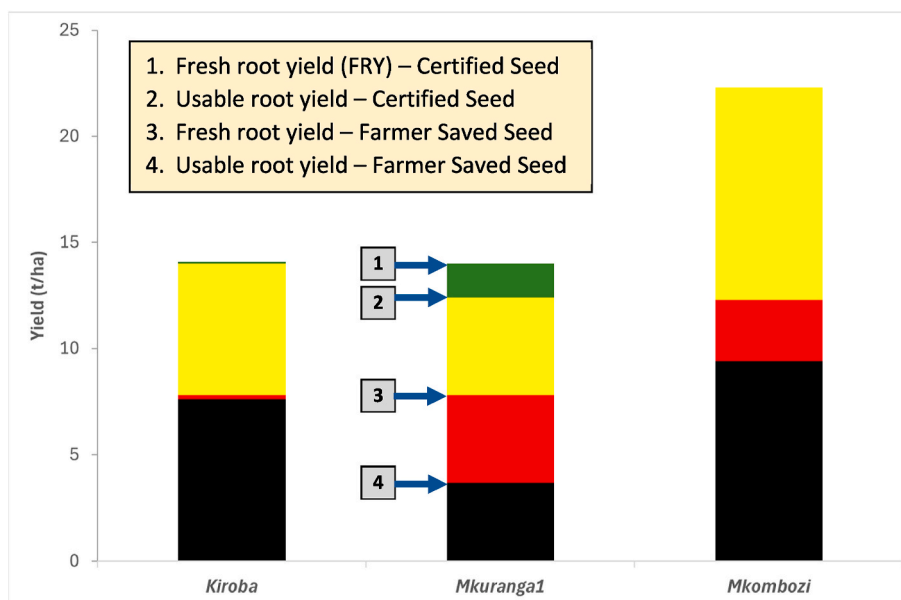 25
1. Fresh root yield (FRY) – Certified Seed
2. Usable root yield – Certified Seed
3. Fresh root yield – Farmer Saved Seed
4. Usable root yield – Farmer Saved Seed
20
15
10
5
0
Yield (t/ha)
1
2
3
4
Kiroba
Mkuranga1
Mkombozi